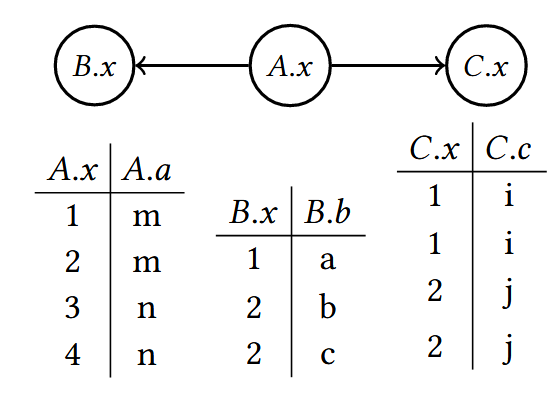 B.x A.x C.x
A.x A.a
1 m
2 m
3 n
4 n
B.x B.b
1 a
2 b
2 c
C.x C.c
1 i
1 i
2 j
2 j